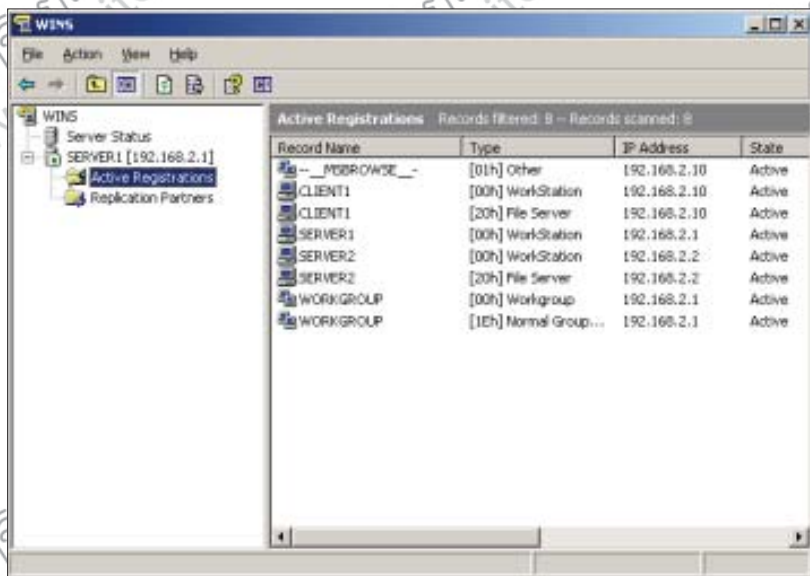 WINS
File Action View Help
WINS
Server Status
SERVER1 [192.168.2.1]
Active Registrations
Replication Partners
Active Registrations Records filtered: 8 -- Records scanned: 8
Record Name Type IP Address State
--__MSBROWSE__- [01h] Other 192.168.2.10 Active
CLIENT1 [00h] WorkStation 192.168.2.10 Active
CLIENT1 [20h] File Server 192.168.2.10 Active
SERVER1 [00h] WorkStation 192.168.2.1 Active
SERVER2 [00h] WorkStation 192.168.2.2 Active
SERVER2 [20h] File Server 192.168.2.2 Active
WORKGROUP [00h] Workgroup 192.168.2.1 Active
WORKGROUP [1Eh] Normal Group... 192.168.2.1 Active